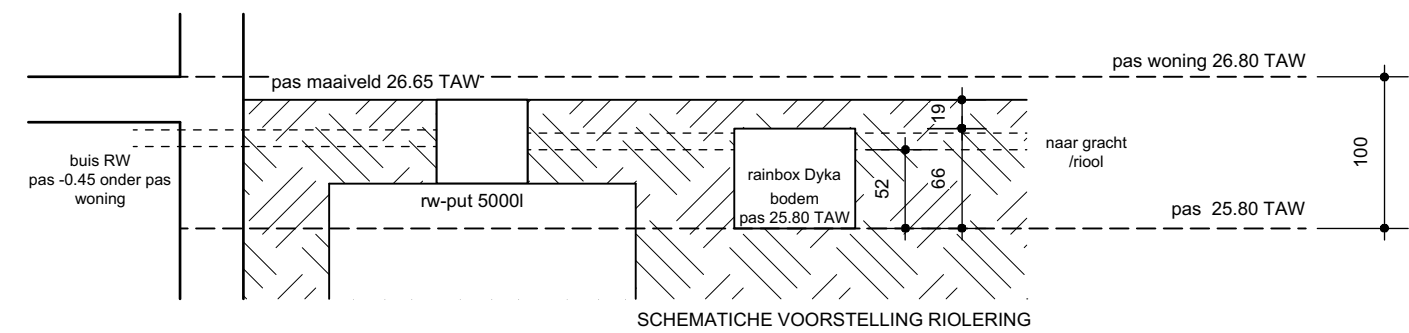 pas woning 26.80 TAW
pas maaiveld 26.65 TAW
19
buis RW
pas -0.45 onder pas
woning
naar gracht
/riool
100
rainbox Dyka
bodem
pas 25.80 TAW
52
66
rw-put 5000l
pas 25.80 TAW
SCHEMATICHE VOORSTELLING RIOLERING